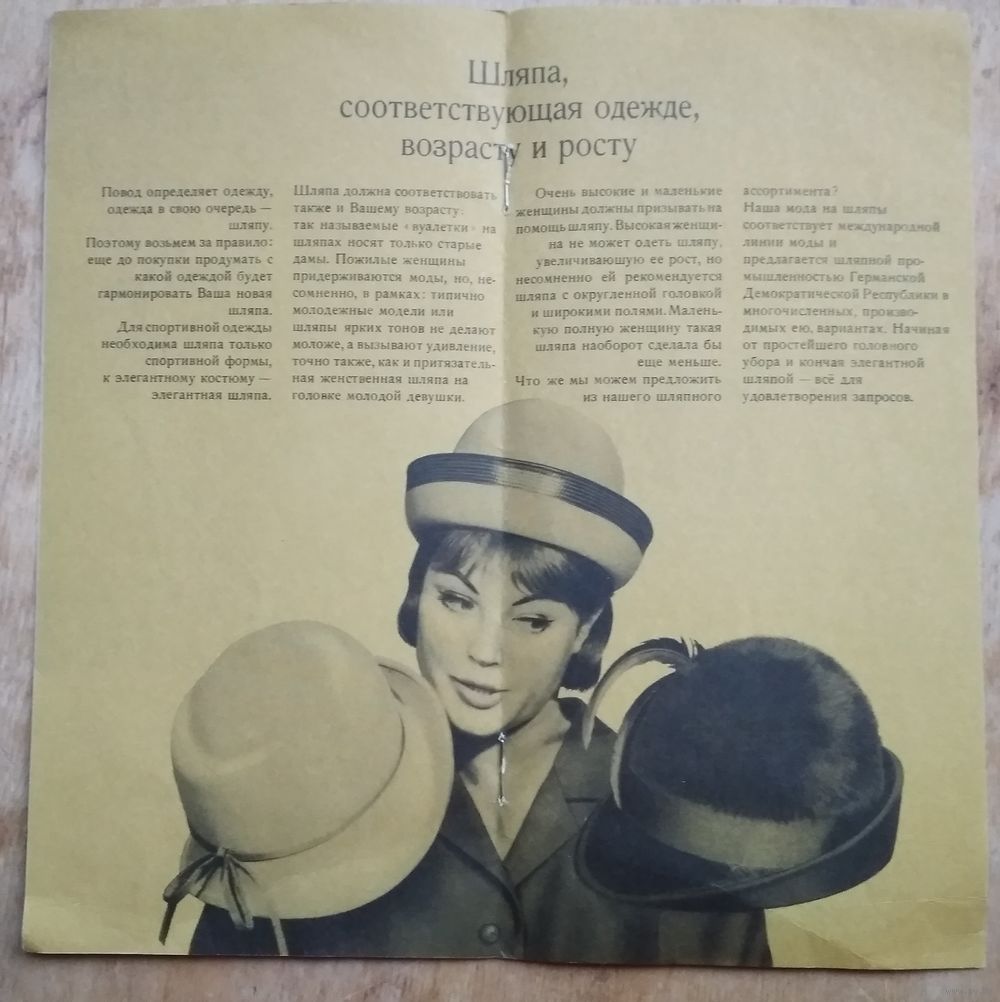 Шляпа,
соответствующая одежде,
возрасту и росту
Повод определяет одежду,
одежда в свою очередь —
шляпу.
Поэтому возьмем за правило:
еще до покупки продумать с
какой одеждой будет
гармонировать Ваша новая
шляпа.
Для спортивной одежды
необходима шляпа только
спортивной формы,
к элегантному костюму —
элегантная шляпа.
Шляпа должна соответствовать
также и Вашему возрасту:
так называемые «вуалетки» на
шляпах носят только старые
дамы. Пожилые женщины
придерживаются моды, но, не-
сомненно, в рамках: типично
молодежные модели или
шляпы ярких тонов не делают
моложе, а вызывают удивление,
точно также, как и притязатель-
ная женственная шляпа на
головке молодой девушки.
Очень высокие и маленькие
женщины должны призывать на
помощь шляпу. Высокая женщи-
на не может одеть шляпу,
увеличивающую ее рост, но
несомненно ей рекомендуется
шляпа с округленной головкой
и широкими полями. Малень-
кую полную женщину такая
шляпа наоборот сделала бы
еще меньше.
Что же мы можем предложить
из нашего шляпного
ассортимента?
Наша мода на шляпы
соответствует международной
линии моды и
предлагается шляпной про-
мышленностью Германской
Демократической Республики в
многочисленных, произво-
димых ею, вариантах. Начиная
от простейшего головного
убора и кончая элегантной
шляпой — всё для
удовлетворения запросов.